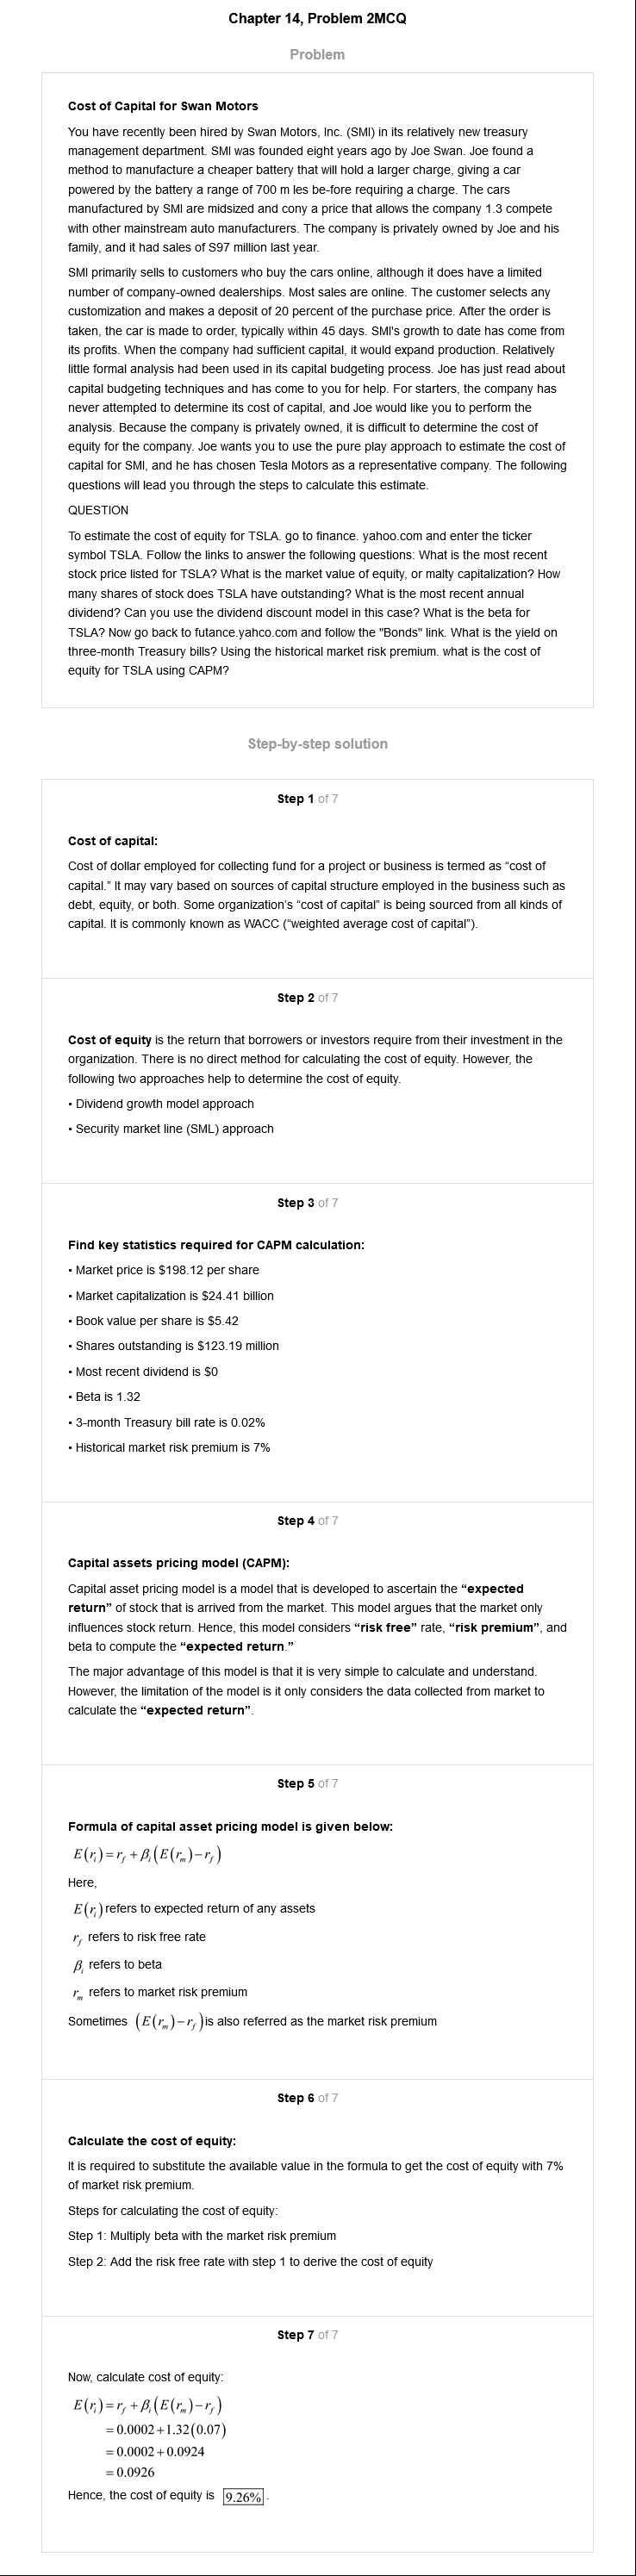 Chapter 14, Problem 2MCQ
Problem
Cost of Capital for Swan Motors
You have recently been hired by Swan Motors, Inc. (SMI) in its relatively new treasury
management department. SMI was founded eight years ago by Joe Swan. Joe found a
method to manufacture a cheaper battery that will hold a larger charge, giving a car
powered by the battery a range of 700 m les be-fore requiring a charge. The cars
manufactured by SMI are midsized and cony a price that allows the company 1.3 compete
with other mainstream auto manufacturers. The company is privately owned by Joe and his
family, and it had sales of S97 million last year.
SMI primarily sells to customers who buy the cars online, although it does have a limited
number of company-owned dealerships. Most sales are online. The customer selects any
customization and makes a deposit of 20 percent of the purchase price. After the order is
taken, the car is made to order, typically within 45 days. SMI's growth to date has come from
its profits. When the company had sufficient capital, it would expand production. Relatively
little formal analysis had been used in its capital budgeting process. Joe has just read about
capital budgeting techniques and has come to you for help. For starters, the company has
never attempted to determine its cost of capital, and Joe would like you to perform the
analysis. Because the company is privately owned, it is difficult to determine the cost of
equity for the company. Joe wants you to use the pure play approach to estimate the cost of
capital for SMI, and he has chosen Tesla Motors as a representative company. The following
questions will lead you through the steps to calculate this estimate.
QUESTION
To estimate the cost of equity for TSLA. go to finance. yahoo.com and enter the ticker
symbol TSLA. Follow the links to answer the following questions: What is the most recent
stock price listed for TSLA? What is the market value of equity, or malty capitalization? How
many shares of stock does TSLA have outstanding? What is the most recent annual
dividend? Can you use the dividend discount model in this case? What is the beta for
TSLA? Now go back to futance.yahco.com and follow the "Bonds" link. What is the yield on
three-month Treasury bills? Using the historical market risk premium. what is the cost of
equity for TSLA using CAPM?
Step-by-step solution
Step 1 of 7
Cost of capital:
Cost of dollar employed for collecting fund for a project or business is termed as “cost of
capital.” It may vary based on sources of capital structure employed in the business such as
debt, equity, or both. Some organization’s “cost of capital” is being sourced from all kinds of
capital. It is commonly known as WACC (“weighted average cost of capital”).
Step 2 of 7
Cost of equity is the return that borrowers or investors require from their investment in the
organization. There is no direct method for calculating the cost of equity. However, the
following two approaches help to determine the cost of equity.
• Dividend growth model approach
• Security market line (SML) approach
Step 3 of 7
Find key statistics required for CAPM calculation:
• Market price is $198.12 per share
• Market capitalization is $24.41 billion
• Book value per share is $5.42
• Shares outstanding is $123.19 million
• Most recent dividend is $0
• Beta is 1.32
• 3-month Treasury bill rate is 0.02%
• Historical market risk premium is 7%
Step 4 of 7
Capital assets pricing model (CAPM):
Capital asset pricing model is a model that is developed to ascertain the “expected
return” of stock that is arrived from the market. This model argues that the market only
influences stock return. Hence, this model considers “risk free” rate, “risk premium”, and
beta to compute the “expected return.”
The major advantage of this model is that it is very simple to calculate and understand.
However, the limitation of the model is it only considers the data collected from market to
calculate the “expected return”.
Step 5 of 7
Formula of capital asset pricing model is given below:
E(r_i) = r_f + β_i(E(r_m) − r_f)
Here,
E(r_i) refers to expected return of any assets
r_f refers to risk free rate
β_i refers to beta
r_m refers to market risk premium
Sometimes (E(r_m) − r_f) is also referred as the market risk premium
Step 6 of 7
Calculate the cost of equity:
It is required to substitute the available value in the formula to get the cost of equity with 7%
of market risk premium.
Steps for calculating the cost of equity:
Step 1: Multiply beta with the market risk premium
Step 2: Add the risk free rate with step 1 to derive the cost of equity
Step 7 of 7
Now, calculate cost of equity:
E(r_i) = r_f + β_i(E(r_m) − r_f)
= 0.0002 + 1.32(0.07)
= 0.0002 + 0.0924
= 0.0926
Hence, the cost of equity is 9.26%.